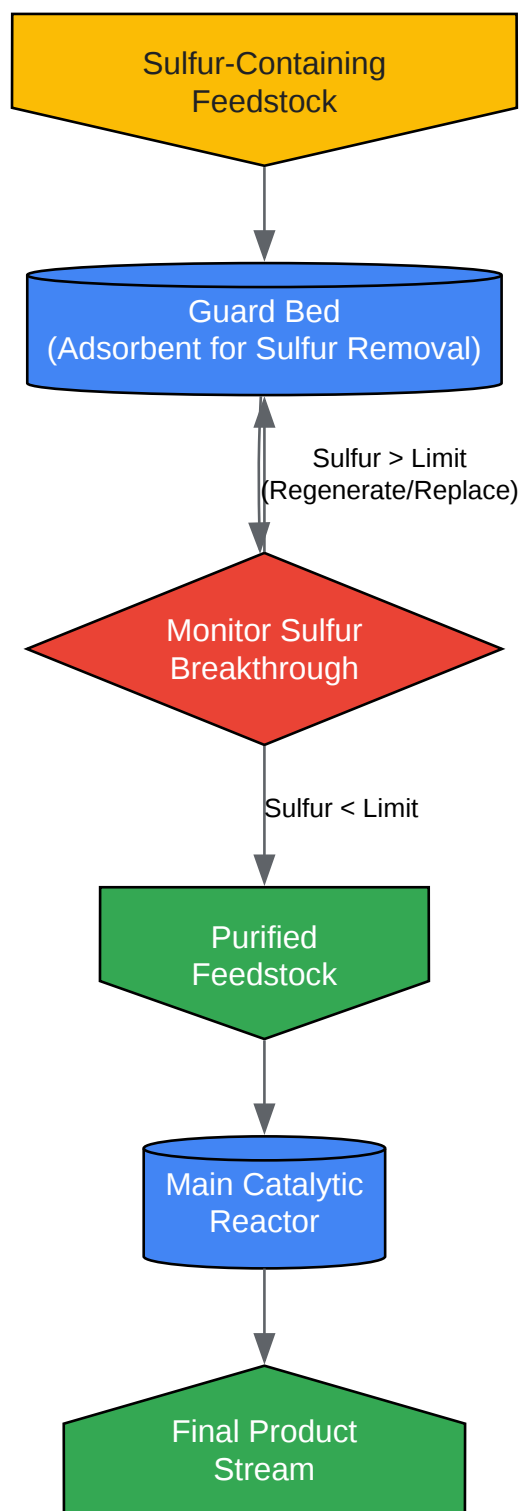 Sulfur-Containing
Feedstock
Guard Bed
(Adsorbent for Sulfur Removal)
Sulfur > Limit
(Regenerate/Replace)
Monitor Sulfur
Breakthrough
Sulfur < Limit
Purified
Feedstock
Main Catalytic
Reactor
Final Product
Stream